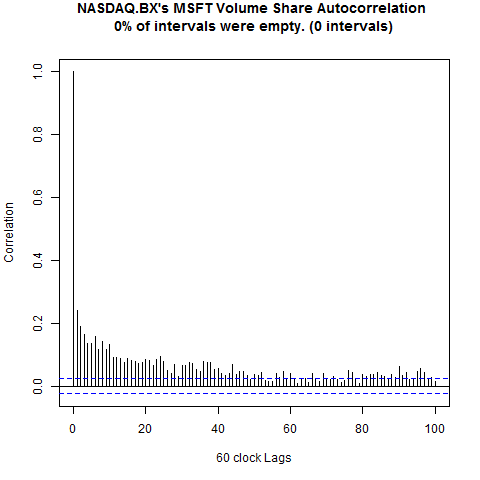 NASDAQ.BX's MSFT Volume Share Autocorrelation
0% of intervals were empty. (0 intervals)
1.0
0.8
0.6
0.4
0.2
0.0
Correlation
0 20 40 60 80 100
60 clock Lags